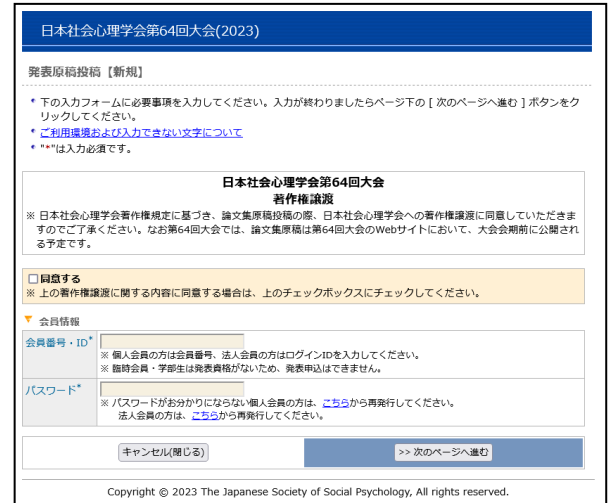 日本社会心理学会第64回大会(2023)
発表原稿投稿【新規】
下の入力フォームに必要事項を入力してください。入力が終わりましたらページ下の [ 次のページへ進む ] ボタンをク
リックしてください。
ご利用環境および入力できない文字について
"*"は入力必須です。
日本社会心理学会第64回大会
著作権譲渡
※ 日本社会心理学会著作権規定に基づき、論文集原稿投稿の際、日本社会心理学会への著作権譲渡に同意していただきま
すのでご了承ください。なお第64回大会では、論文集原稿は第64回大会のWebサイトにおいて、大会会期前に公開され
る予定です。
同意する
※ 上の著作権譲渡に関する内容に同意する場合は、上のチェックボックスにチェックしてください。
会員情報
会員番号・ID*
※ 個人会員の方は会員番号、法人会員の方はログインIDを入力してください。
※ 臨時会員・学部生は発表資格がないため、発表申込はできません。
パスワード*
※ パスワードがお分かりにならない個人会員の方は、こちらから再発行してください。
法人会員の方は、こちらから再発行してください。
キャンセル(閉じる)
>> 次のページへ進む
Copyright © 2023 The Japanese Society of Social Psychology, All rights reserved.